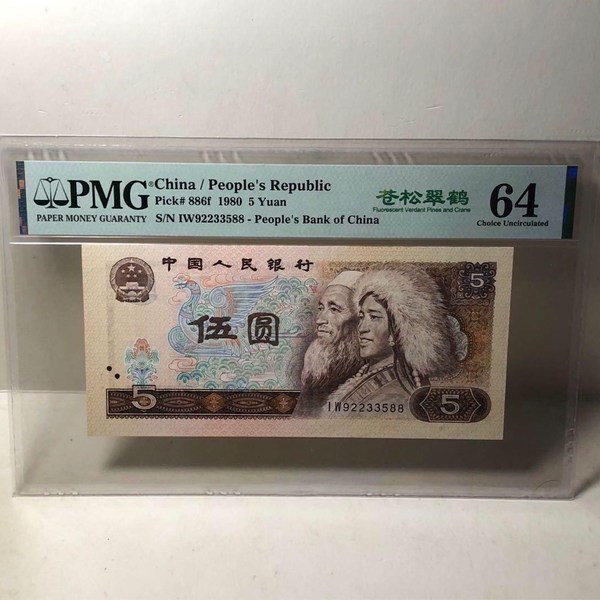 PMG
PAPER MONEY GUARANTY
China / People's Republic
Pick# 886f 1980 5 Yuan
S/N IW92233588 - People's Bank of China
苍松翠鹤
Fluorescent Verdant Pines and Crane
64
Choice Uncirculated
中国人民银行
5
伍圆
5
IW92233588
5